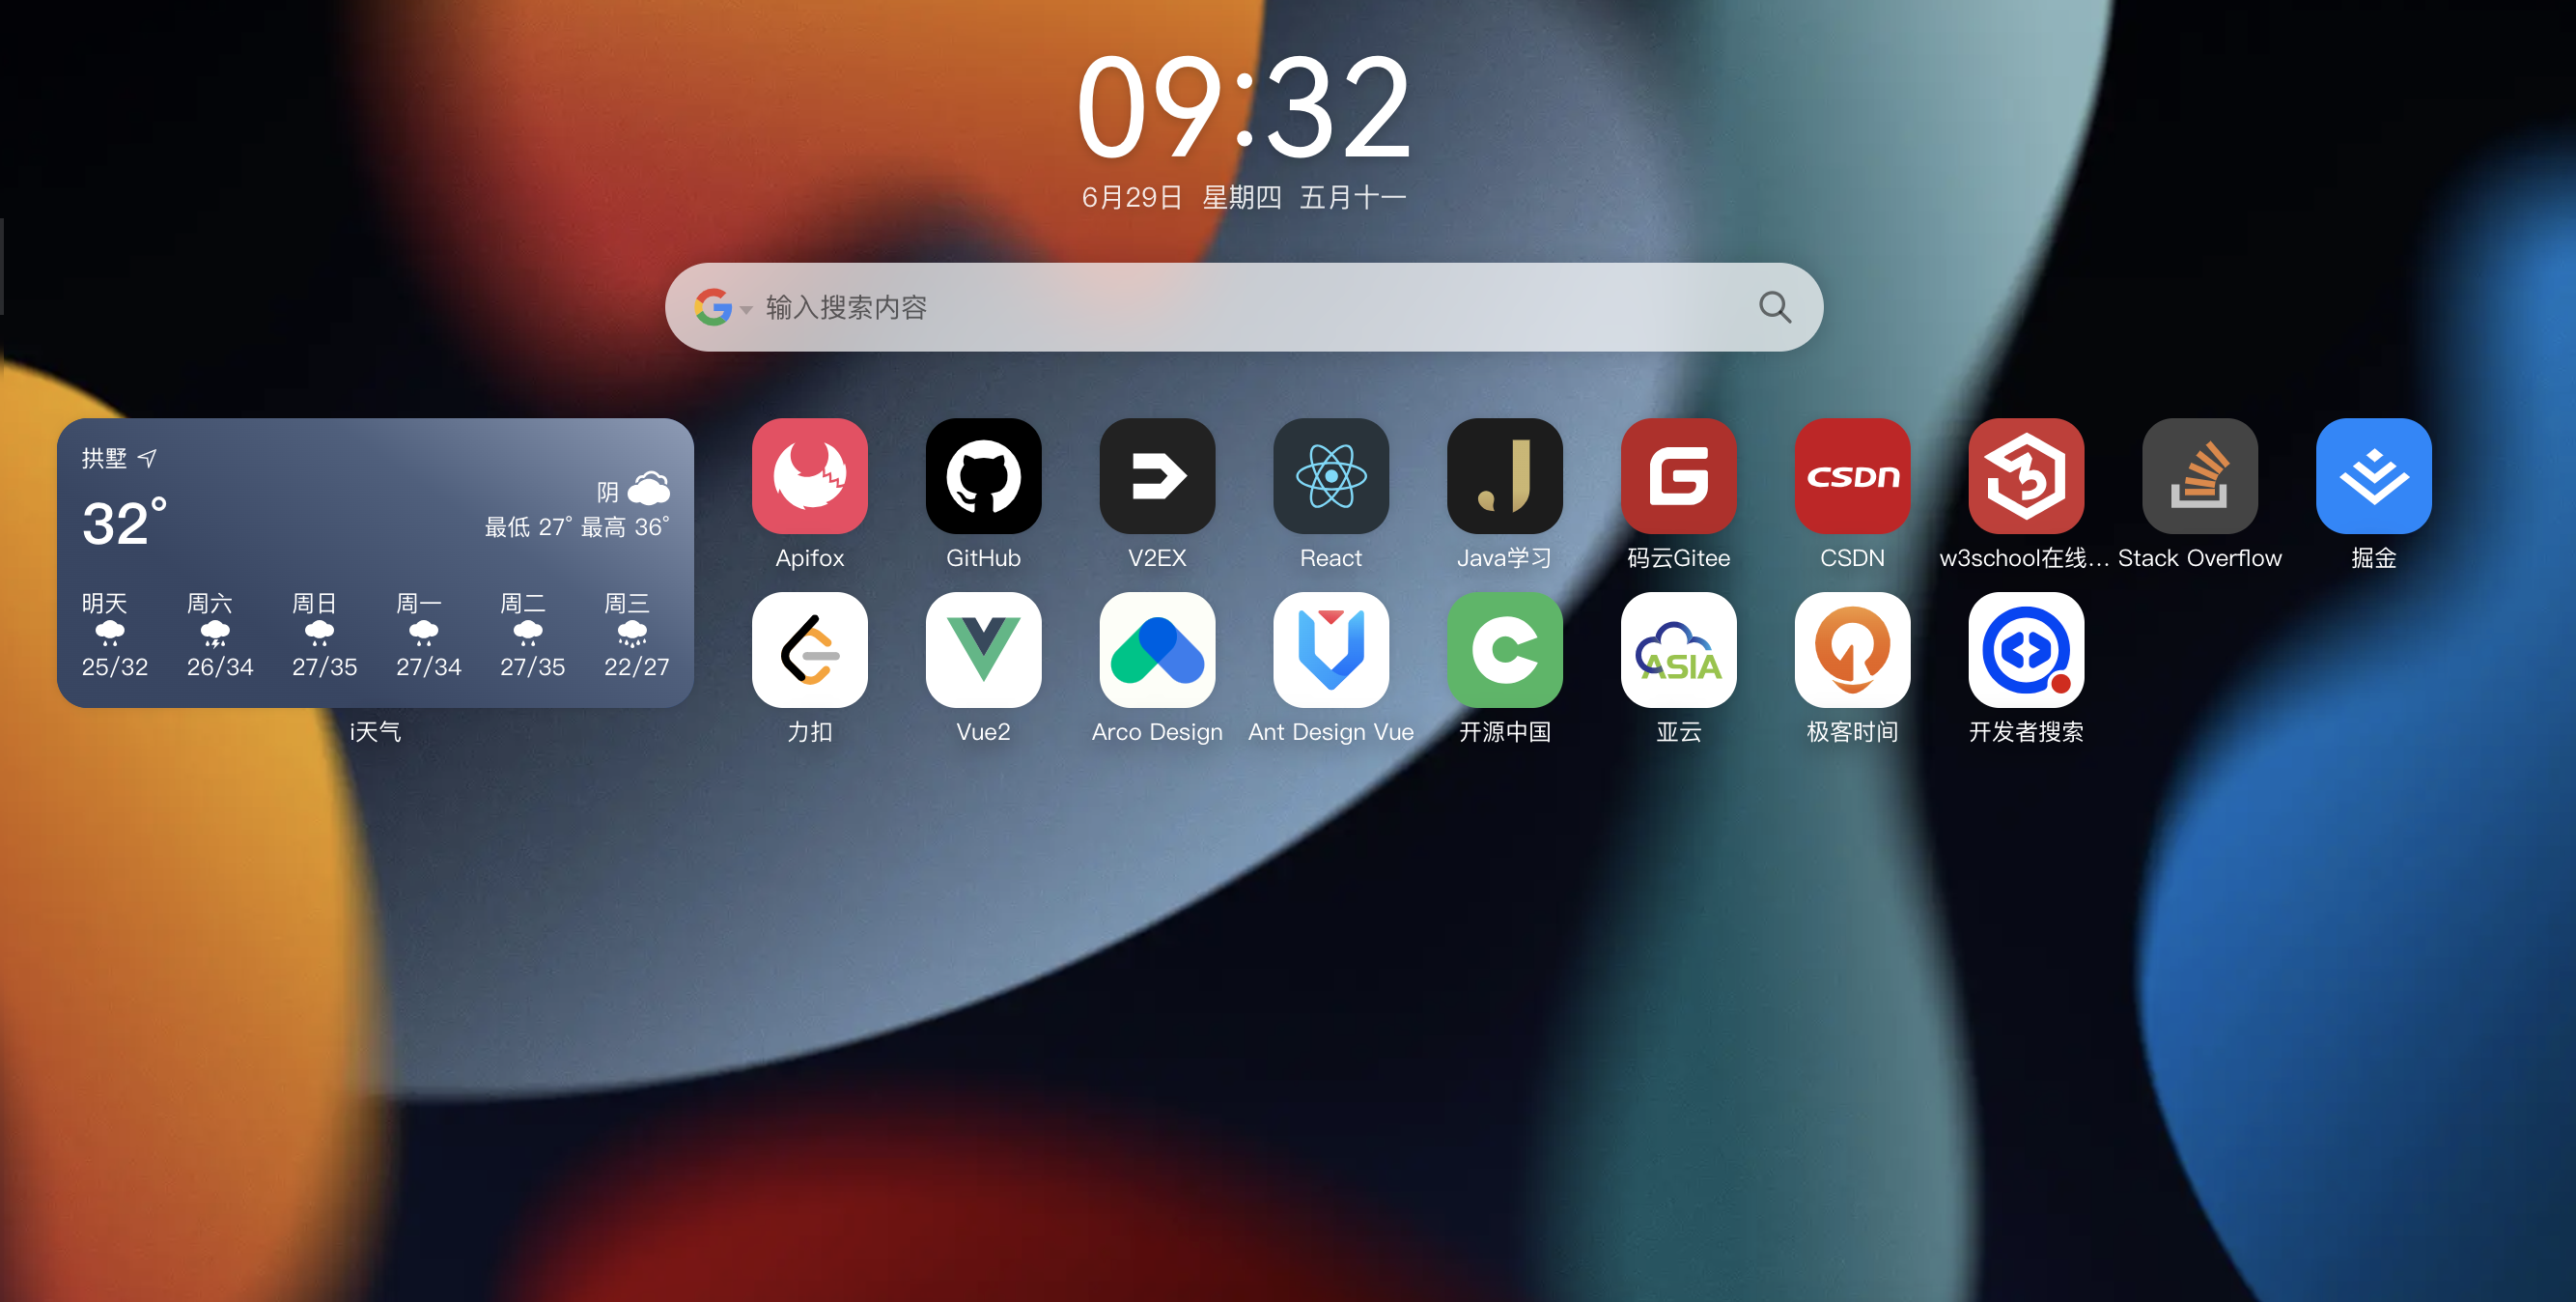 09:32
6月29日 星期四 五月十一
输入搜索内容
拱墅
32°
阴
最低 27° 最高 36°
明天 周六 周日 周一 周二 周三
25/32 26/34 27/35 27/34 27/35 22/27
i天气
CSDN
Apifox GitHub V2EX React Java学习 码云Gitee CSDN w3school在线... Stack Overflow 掘金
ASIA
力扣 Vue2 Arco Design Ant Design Vue 开源中国 亚云 极客时间 开发者搜索